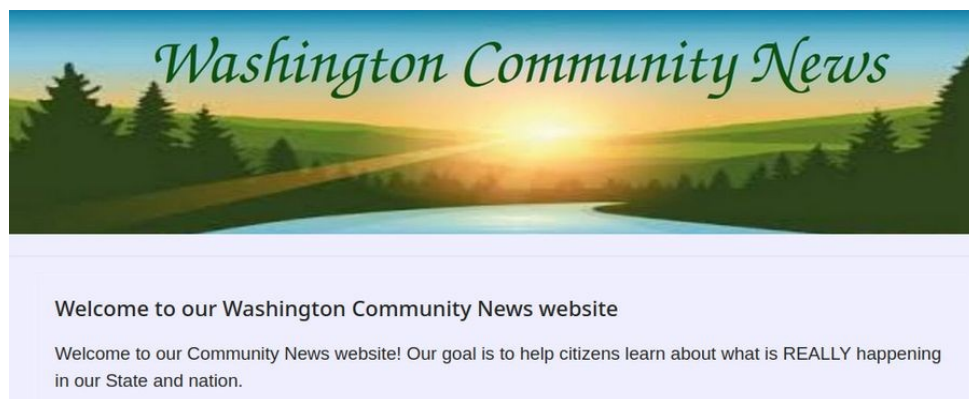 Washington Community News
Welcome to our Washington Community News website
Welcome to our Community News website! Our goal is to help citizens learn about what is REALLY happening
in our State and nation.